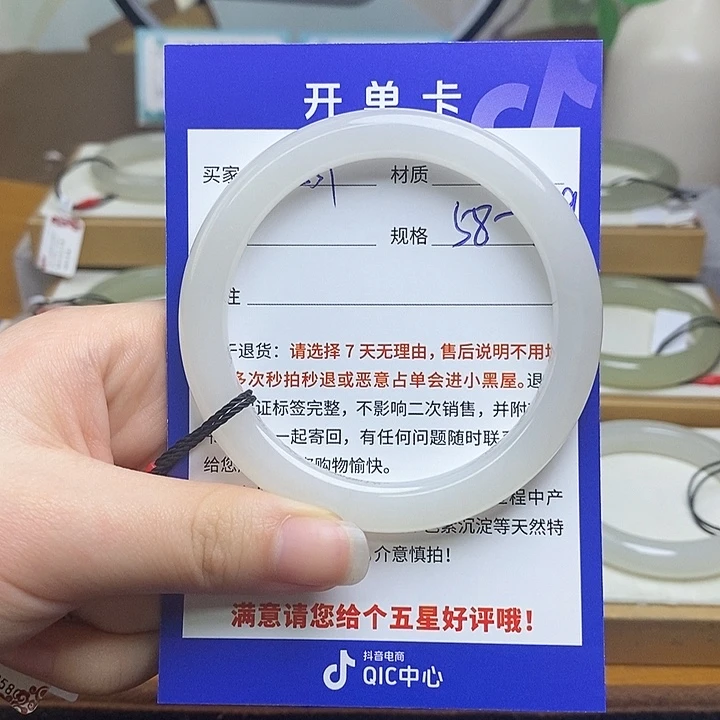 开单卡
买家 材质
规格 58-
注
退货：请选择7天无理由，售后说明不用
多次秒拍秒退或恶意占单会进小黑屋。退
证标签完整，不影响二次销售，并附
一起寄回，有任何问题随时联
给您 购物愉快。
程中产
色素沉淀等天然特
介意慎拍！
满意请您给个五星好评哦！
抖音电商
QIC中心